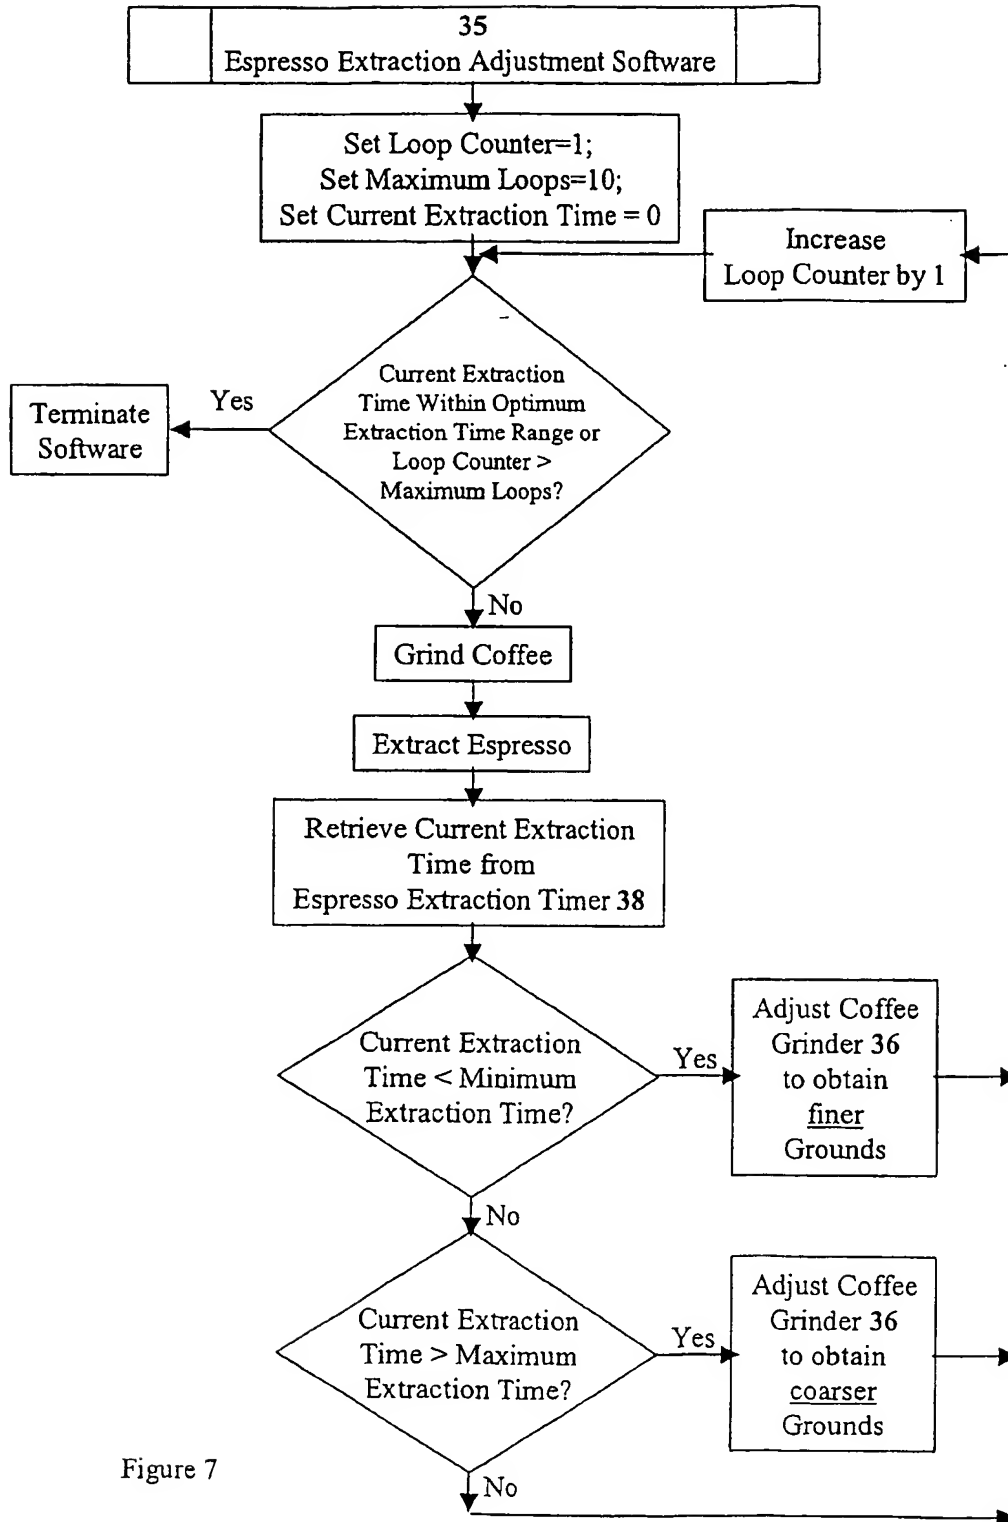 35
Espresso Extraction Adjustment Software
Set Loop Counter=1;
Set Maximum Loops=10;
Set Current Extraction Time = 0
Increase
Loop Counter by 1
Current Extraction
Time Within Optimum
Extraction Time Range or
Loop Counter >
Maximum Loops?
Yes
Terminate
Software
No
Grind Coffee
Extract Espresso
Retrieve Current Extraction
Time from
Espresso Extraction Timer 38
Current Extraction
Time < Minimum
Extraction Time?
Yes
Adjust Coffee
Grinder 36
to obtain
finer
Grounds
No
Current Extraction
Time > Maximum
Extraction Time?
Yes
Adjust Coffee
Grinder 36
to obtain
coarser
Grounds
No
Figure 7